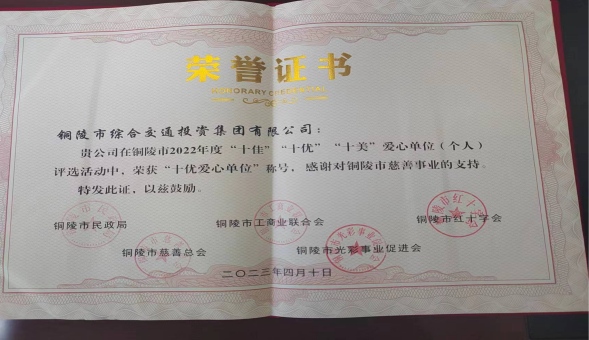 荣誉证书
铜陵市综合交通投资集团有限公司：
贵公司在铜陵市2022年度“十佳”“十优”“十美”爱心单位（个人）
评选活动中，荣获“十优爱心单位”称号，感谢对铜陵市慈善事业的支持。
特发此证，以兹鼓励。
铜陵市民政局 铜陵市工商业联合会 铜陵市红十字会
铜陵市慈善总会 铜陵市光彩事业促进会
二〇二三年四月十日